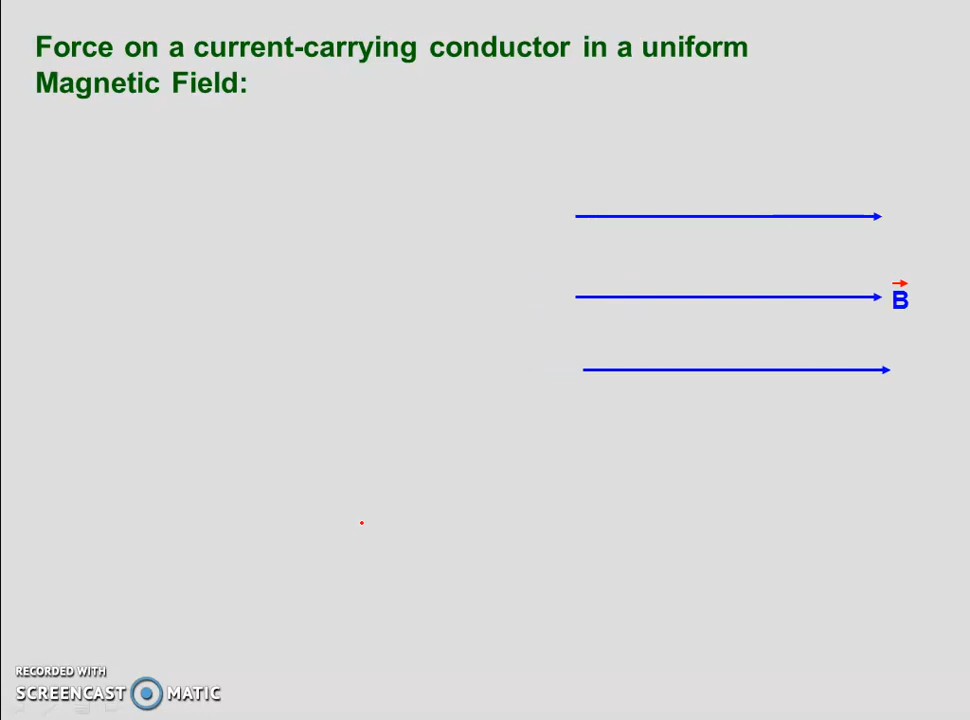 Force on a current-carrying conductor in a uniform
Magnetic Field:
B
RECORDED WITH
SCREENCAST MATIC